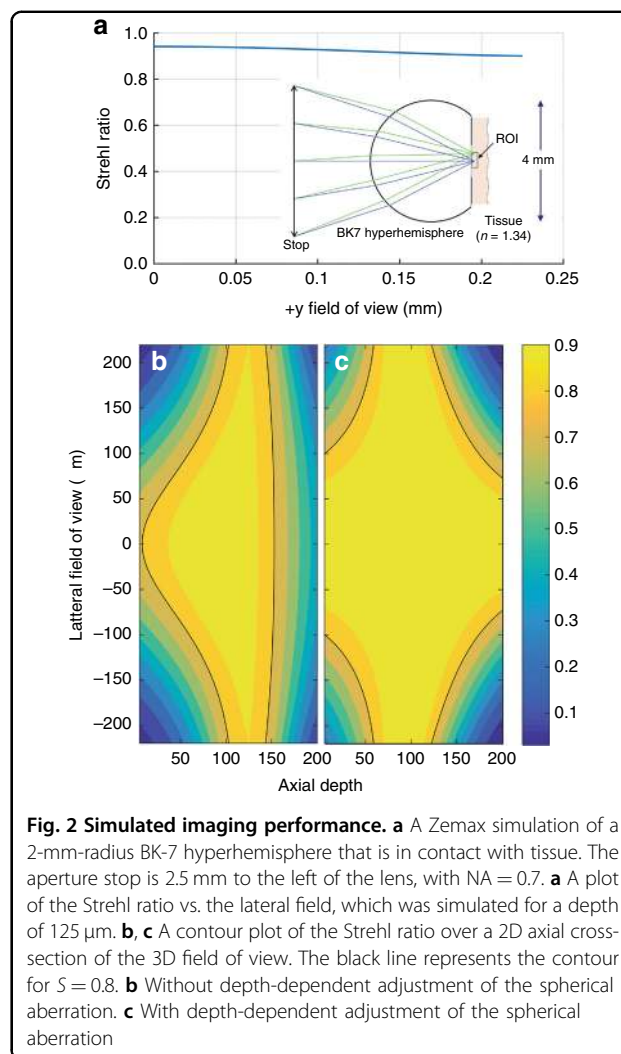 a
1.0
0.8
0.6
0.4
0.2
0.0
Strehl ratio
ROI
4 mm
BK7 hyperhemisphere
Tissue
(n = 1.34)
Stop
0
0.05
0.1
0.15
0.2
0.25
+y field of view (mm)
b
c
200
150
100
50
0
−50
−100
−150
−200
Latteral field of view ( m)
50
100
150
200
50
100
150
200
Axial depth
0.9
0.8
0.7
0.6
0.5
0.4
0.3
0.2
0.1
Fig. 2 Simulated imaging performance. a A Zemax simulation of a
2-mm-radius BK-7 hyperhemisphere that is in contact with tissue. The
aperture stop is 2.5 mm to the left of the lens, with NA = 0.7. a A plot
of the Strehl ratio vs. the lateral field, which was simulated for a depth
of 125 μm. b, c A contour plot of the Strehl ratio over a 2D axial cross-
section of the 3D field of view. The black line represents the contour
for S = 0.8. b Without depth-dependent adjustment of the spherical
aberration. c With depth-dependent adjustment of the spherical
aberration